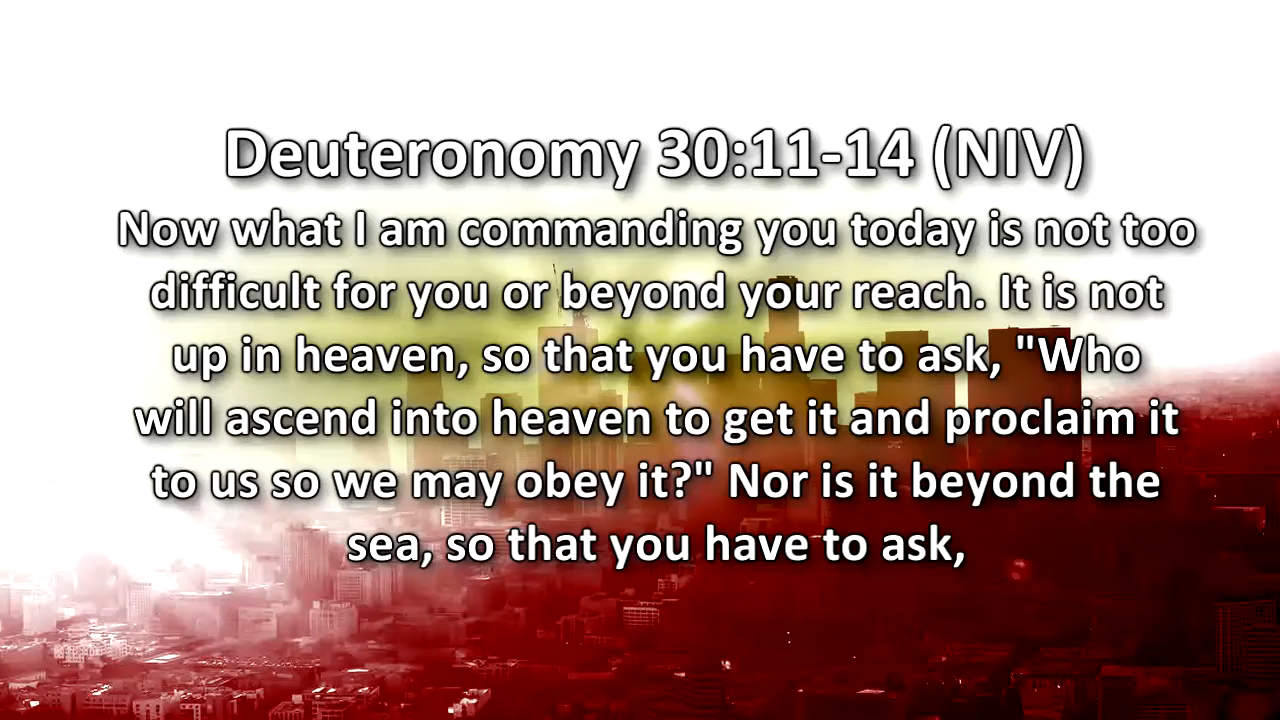 Deuteronomy 30:11-14 (NIV)
Now what I am commanding you today is not too
difficult for you or beyond your reach. It is not
up in heaven, so that you have to ask, "Who
will ascend into heaven to get it and proclaim it
to us so we may obey it?" Nor is it beyond the
sea, so that you have to ask,